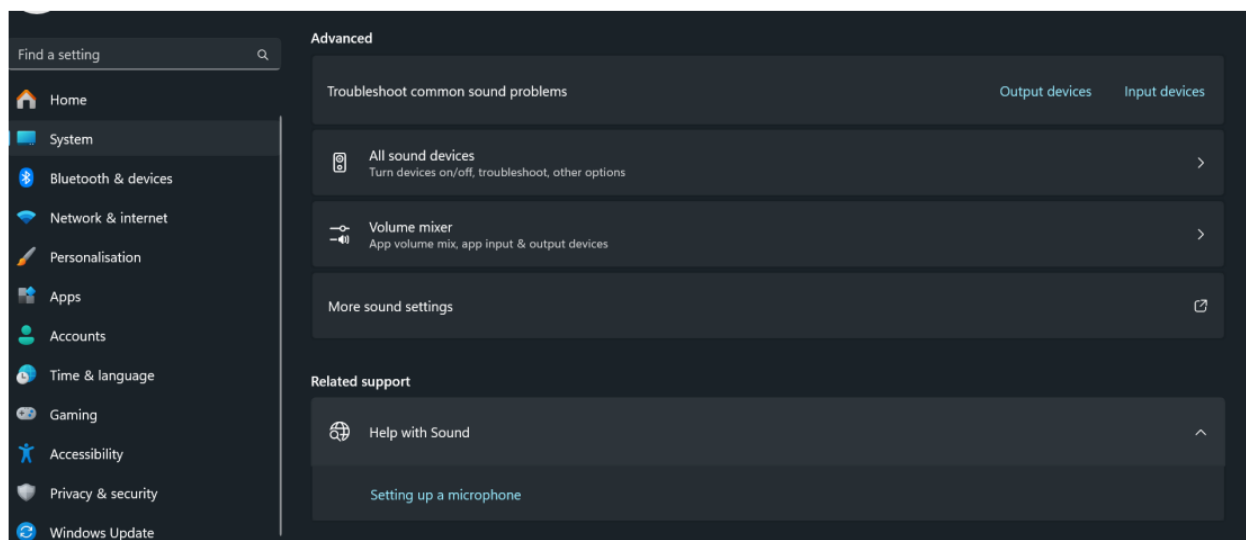 Find a setting
Home
System
Bluetooth & devices
Network & internet
Personalisation
Apps
Accounts
Time & language
Gaming
Accessibility
Privacy & security
Windows Update
Advanced
Troubleshoot common sound problems
Output devices
Input devices
All sound devices
Turn devices on/off, troubleshoot, other options
Volume mixer
App volume mix, app input & output devices
More sound settings
Related support
Help with Sound
Setting up a microphone